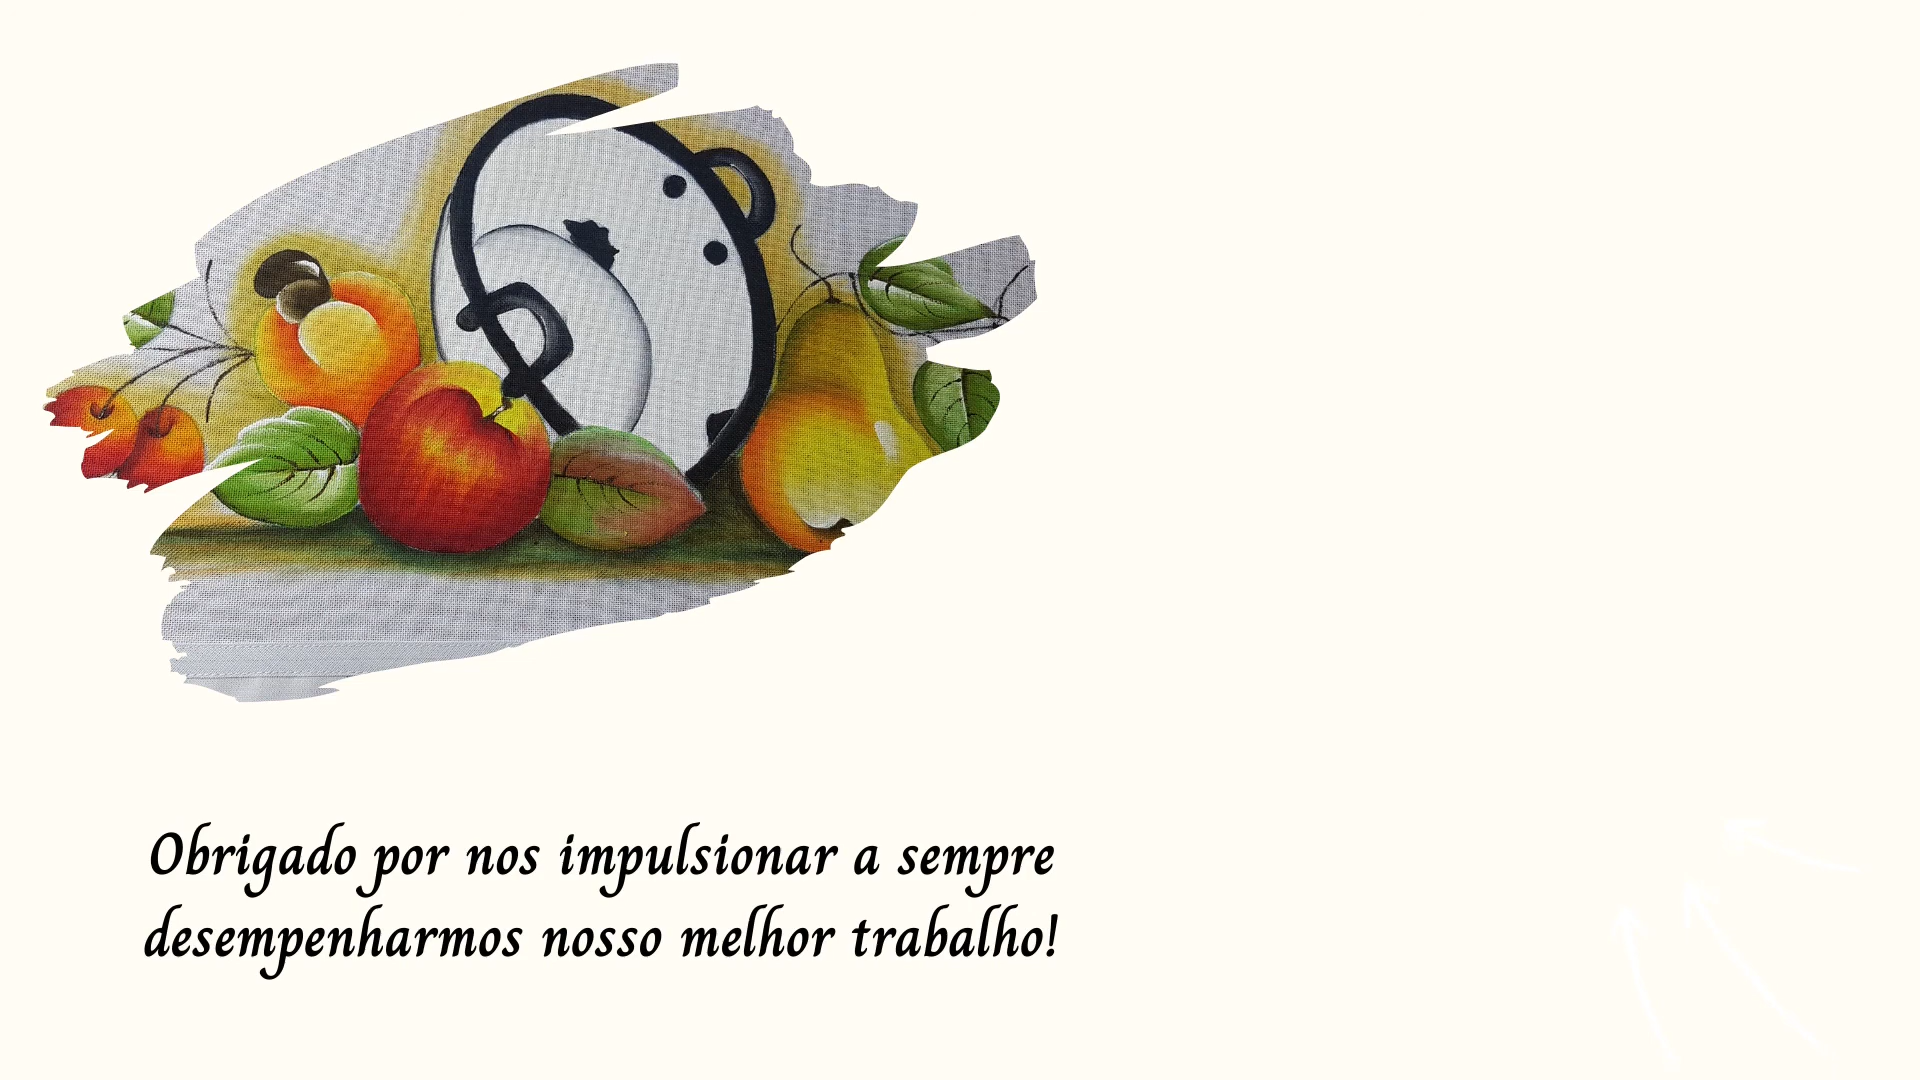 Obrigado por nos impulsionar a sempre
desempenharmos nosso melhor trabalho!